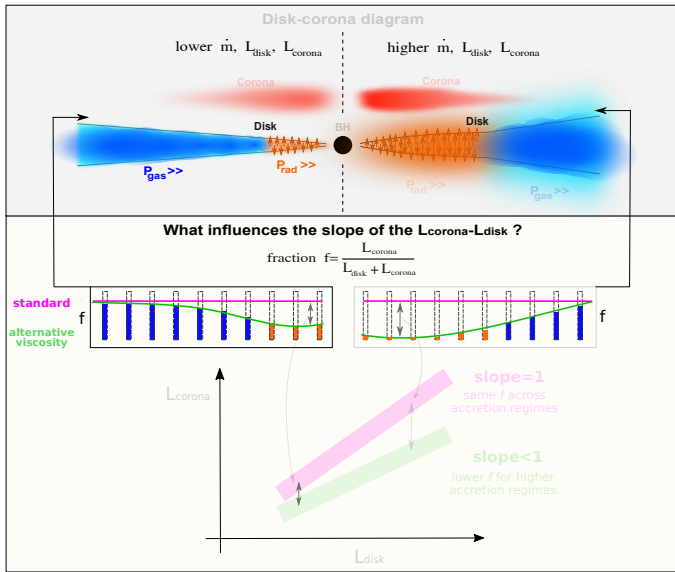 Disk-corona diagram
lower ṁ, L_disk, L_corona
higher ṁ, L_disk, L_corona
Corona
Corona
Disk
BH
Disk
P_gas >>
P_rad >>
P_rad >>
P_gas >>
What influences the slope of the Lcorona-Ldisk ?
fraction f= L_corona / L_disk + L_corona
standard
f
alternative
viscosity
f
L_corona
slope=1
same f across
accretion regimes
slope<1
lower f for higher
accretion regimes
L_disk